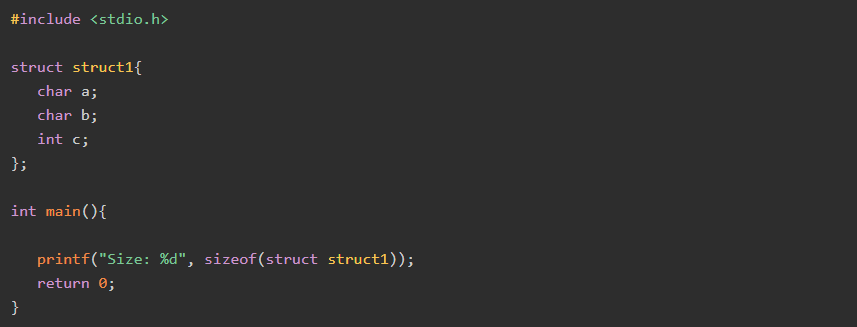 #include <stdio.h>
struct struct1{
char a;
char b;
int c;
};
int main(){
printf("Size: %d", sizeof(struct struct1));
return 0;
}